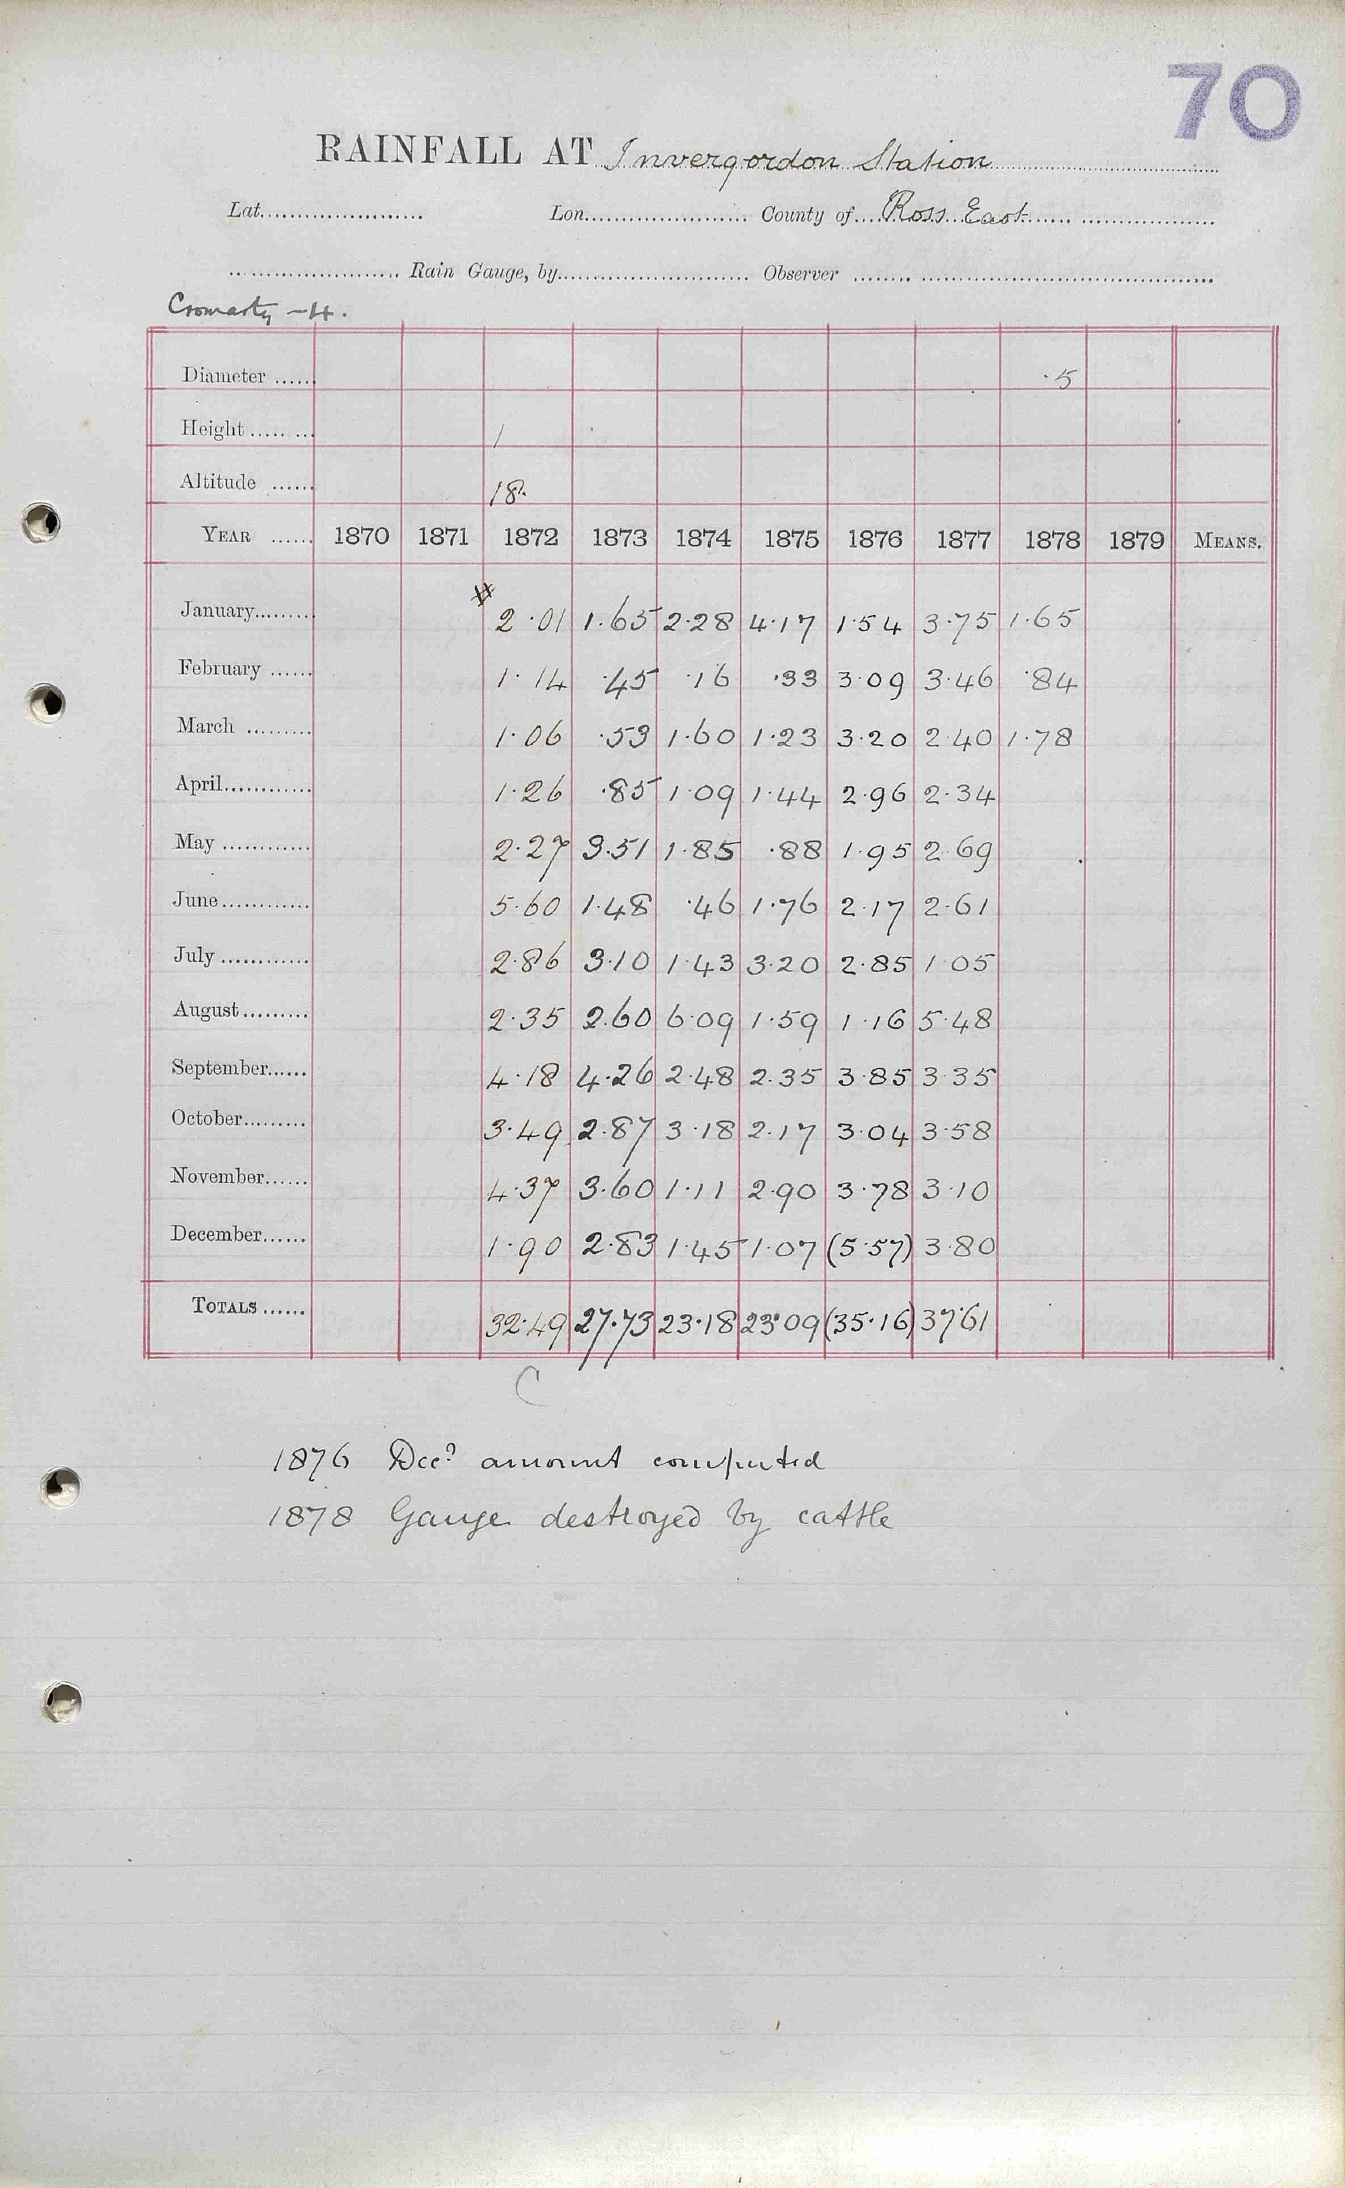 70
RAINFALL AT Invergordon Station
Lat. Lon. County of Ross East
Rain Gauge, by Observer
Cromarty - 4.
Diameter ·5
Height 1
Altitude 18
YEAR 1870 1871 1872 1873 1874 1875 1876 1877 1878 1879 MEANS.
January 2·01 1·65 2·28 4·17 1·54 3·75 1·65
February 1·14 ·45 ·16 ·33 3·09 3·46 ·84
March 1·06 ·53 1·60 1·23 3·20 2·40 1·78
April 1·26 ·85 1·09 1·44 2·96 2·34
May 2·27 3·51 1·85 ·88 1·95 2·69
June 5·60 1·48 ·46 1·76 2·17 2·61
July 2·86 3·10 1·43 3·20 2·85 1·05
August 2·35 2·60 6·09 1·59 1·16 5·48
September 4·18 4·26 2·48 2·35 3·85 3·35
October 3·49 2·87 3·18 2·17 3·04 3·58
November 4·37 3·60 1·11 2·90 3·78 3·10
December 1·90 2·83 1·45 1·07 (5·57) 3·80
TOTALS 32·49 27·73 23·18 23·09 (35·16) 37·61
C
1876 Decr amount computed
1878 Gauge destroyed by cattle